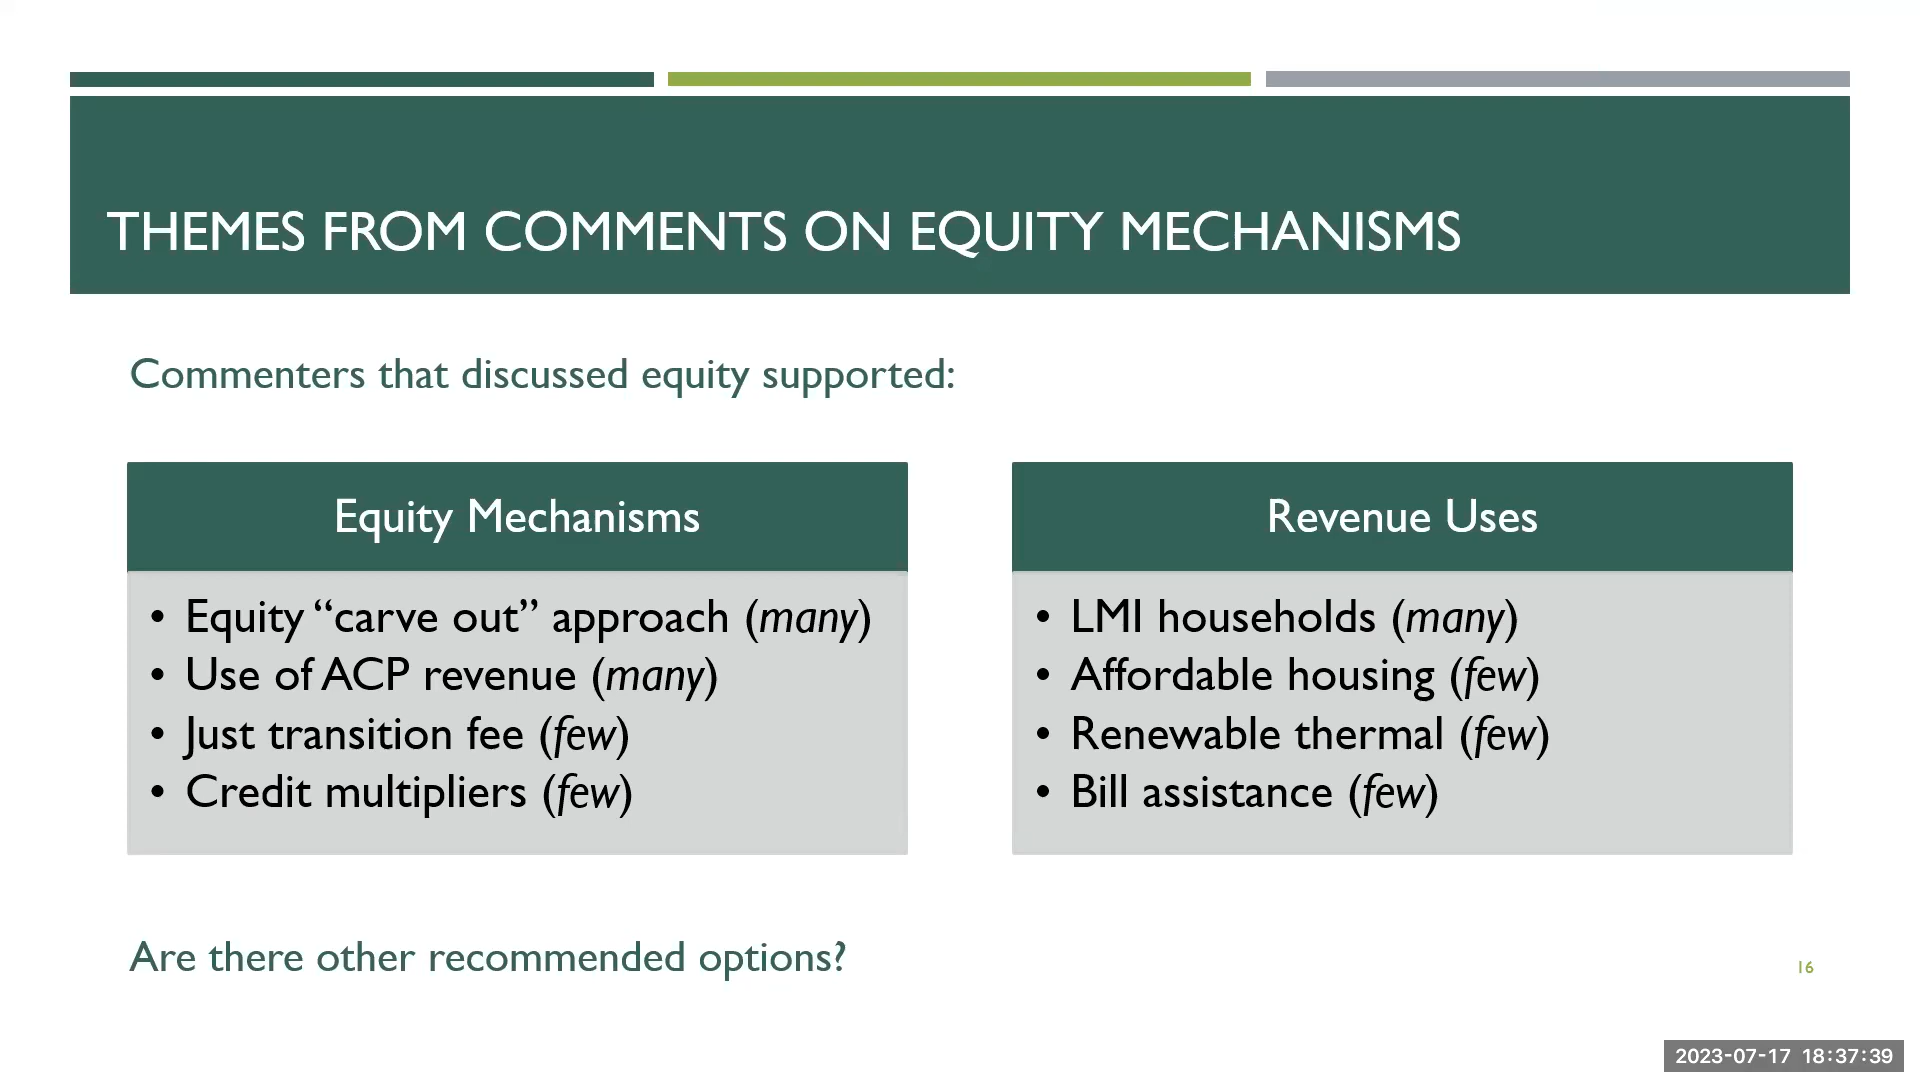 THEMES FROM COMMENTS ON EQUITY MECHANISMS
Commenters that discussed equity supported:
Equity Mechanisms
• Equity “carve out” approach (many)
• Use of ACP revenue (many)
• Just transition fee (few)
• Credit multipliers (few)
Revenue Uses
• LMI households (many)
• Affordable housing (few)
• Renewable thermal (few)
• Bill assistance (few)
Are there other recommended options?
16
2023-07-17 18:37:39